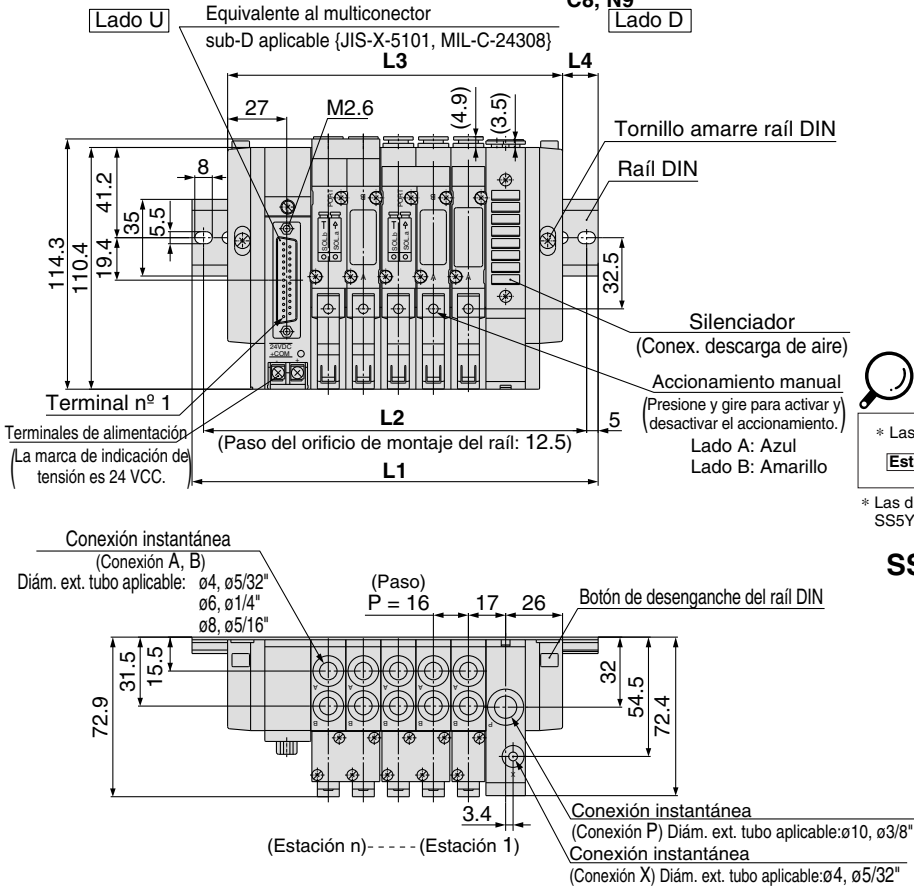 C8, N9
Lado U
Equivalente al multiconector
sub-D aplicable {JIS-X-5101, MIL-C-24308}
Lado D
L3
L4
27
M2.6
(4.9)
(3.5)
Tornillo amarre raíl DIN
Raíl DIN
8
41.2
35
5.5
19.4
114.3
110.4
32.5
PORT
B
T
SOL.b
SOL.a
A
PORT
B
T
SOL.b
SOL.a
A
A
24VDC
+COM
- +
Silenciador
(Conex. descarga de aire)
Terminal nº 1
Accionamiento manual
(Presione y gire para activar y
desactivar el accionamiento.)
Lado A: Azul
Lado B: Amarillo
Terminales de alimentación
(La marca de indicación de
tensión es 24 VCC.)
L2
5
(Paso del orificio de montaje del raíl: 12.5)
L1
* Las
Est
* Las d
SS5Y
SS
Conexión instantánea
(Conexión A, B)
Diám. ext. tubo aplicable: ø4, ø5/32"
ø6, ø1/4"
ø8, ø5/16"
(Paso)
P = 16
17
26
Botón de desenganche del raíl DIN
72.9
31.5
15.5
32
54.5
72.4
A A A A A
B B B B B
P
X
3.4
(Estación n)-----(Estación 1)
Conexión instantánea
(Conexión P) Diám. ext. tubo aplicable:ø10, ø3/8"
Conexión instantánea
(Conexión X) Diám. ext. tubo aplicable:ø4, ø5/32"